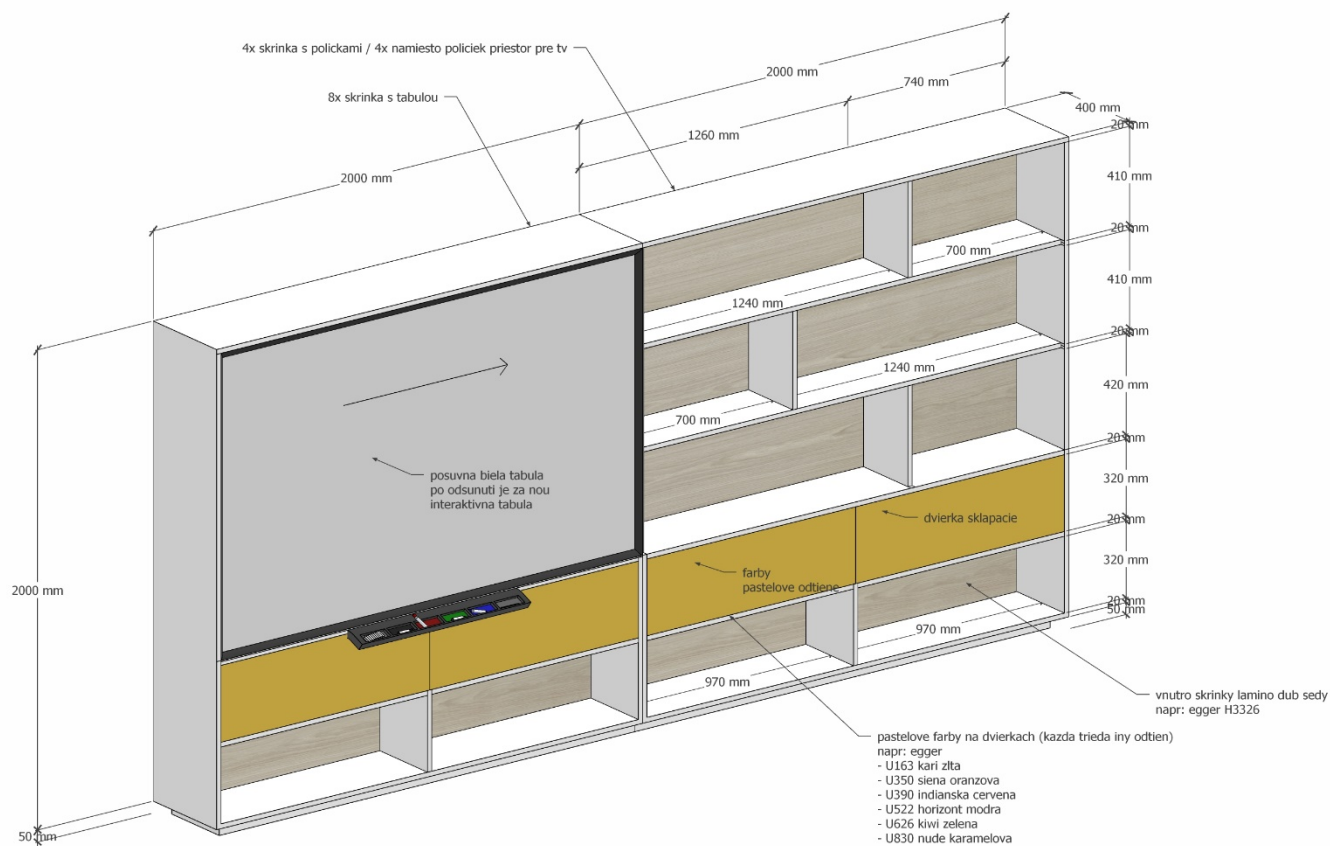 4x skrinka s polickami / 4x namiesto policiek priestor pre tv
8x skrinka s tabulou
2000 mm
2000 mm
740 mm
1260 mm
400 mm
20 mm
410 mm
20 mm
410 mm
20 mm
420 mm
20 mm
320 mm
20 mm
320 mm
20 mm
50 mm
700 mm
1240 mm
1240 mm
700 mm
posuvna biela tabula
po odsunuti je za nou
interaktivna tabula
dvierka sklapacie
farby
pastelove odtiene
2000 mm
970 mm
970 mm
50 mm
vnutro skrinky lamino dub sedy
napr: egger H3326
pastelove farby na dvierkach (kazda trieda iny odtien)
napr: egger
- U163 kari zlta
- U350 siena oranzova
- U390 indianska cervena
- U522 horizont modra
- U626 kiwi zelena
- U830 nude karamelova